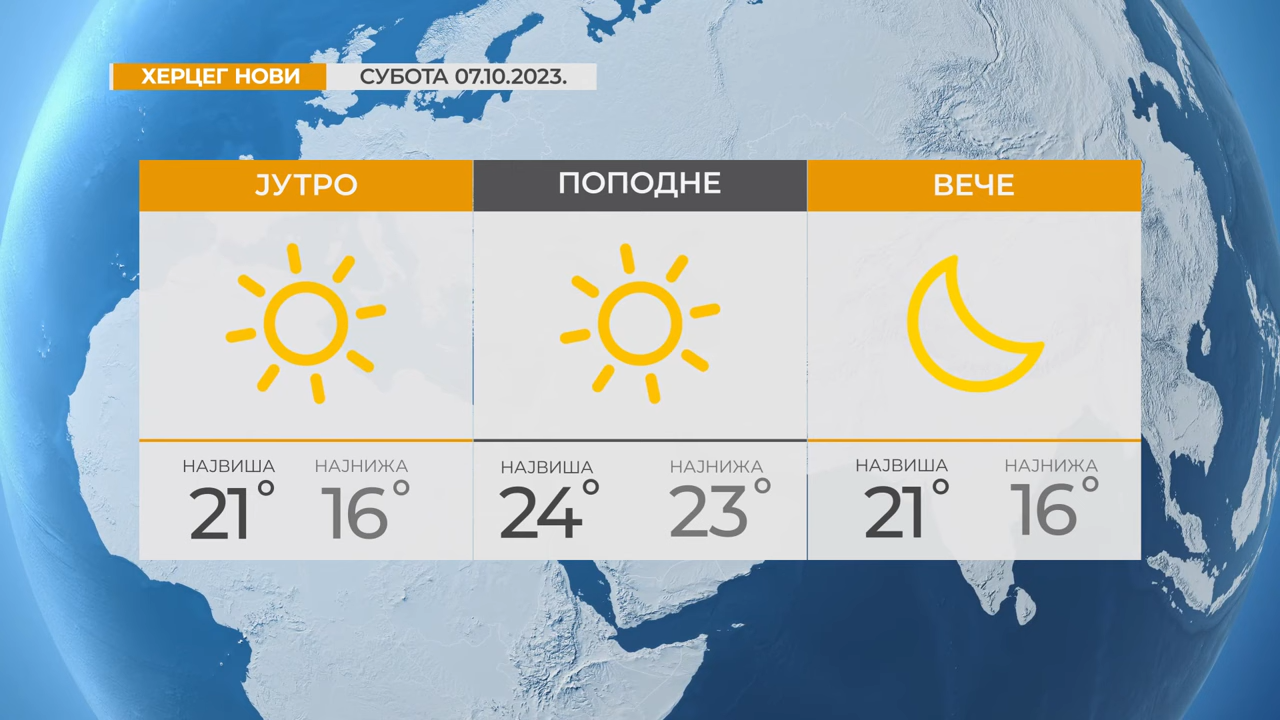 ХЕРЦЕГ НОВИ СУБОТА 07.10.2023.
ЈУТРО
НАЈВИША НАЈНИЖА
21° 16°
ПОПОДНЕ
НАЈВИША НАЈНИЖА
24° 23°
ВЕЧЕ
НАЈВИША НАЈНИЖА
21° 16°